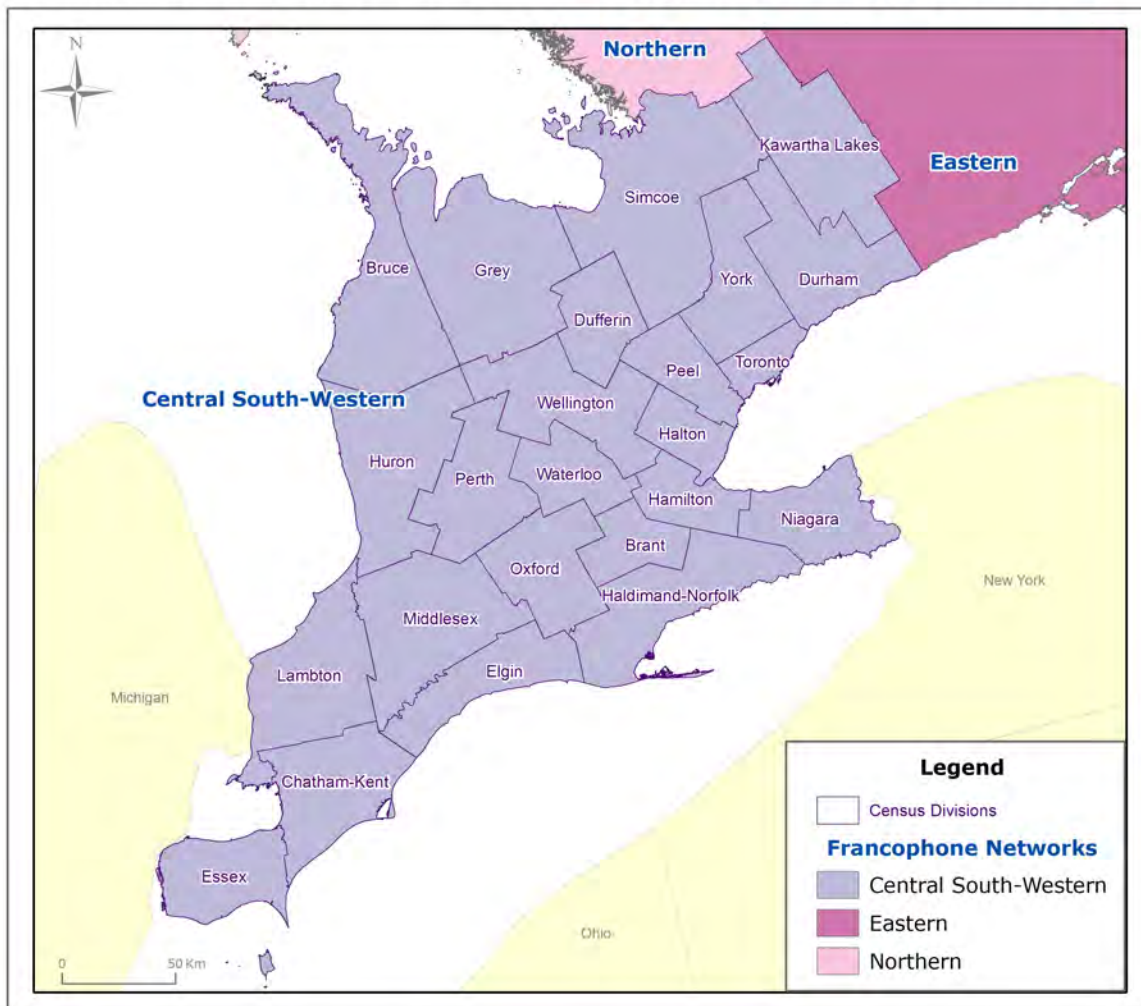 N
Northern
Kawartha Lakes
Eastern
Simcoe
Bruce
Grey
York
Durham
Dufferin
Toronto
Peel
Central South-Western
Wellington
Halton
Huron
Perth
Waterloo
Hamilton
Niagara
Brant
Oxford
New York
Haldimand-Norfolk
Middlesex
Elgin
Lambton
Michigan
Chatham-Kent
Essex
Ohio
0 50 Km
Legend
Census Divisions
Francophone Networks
Central South-Western
Eastern
Northern